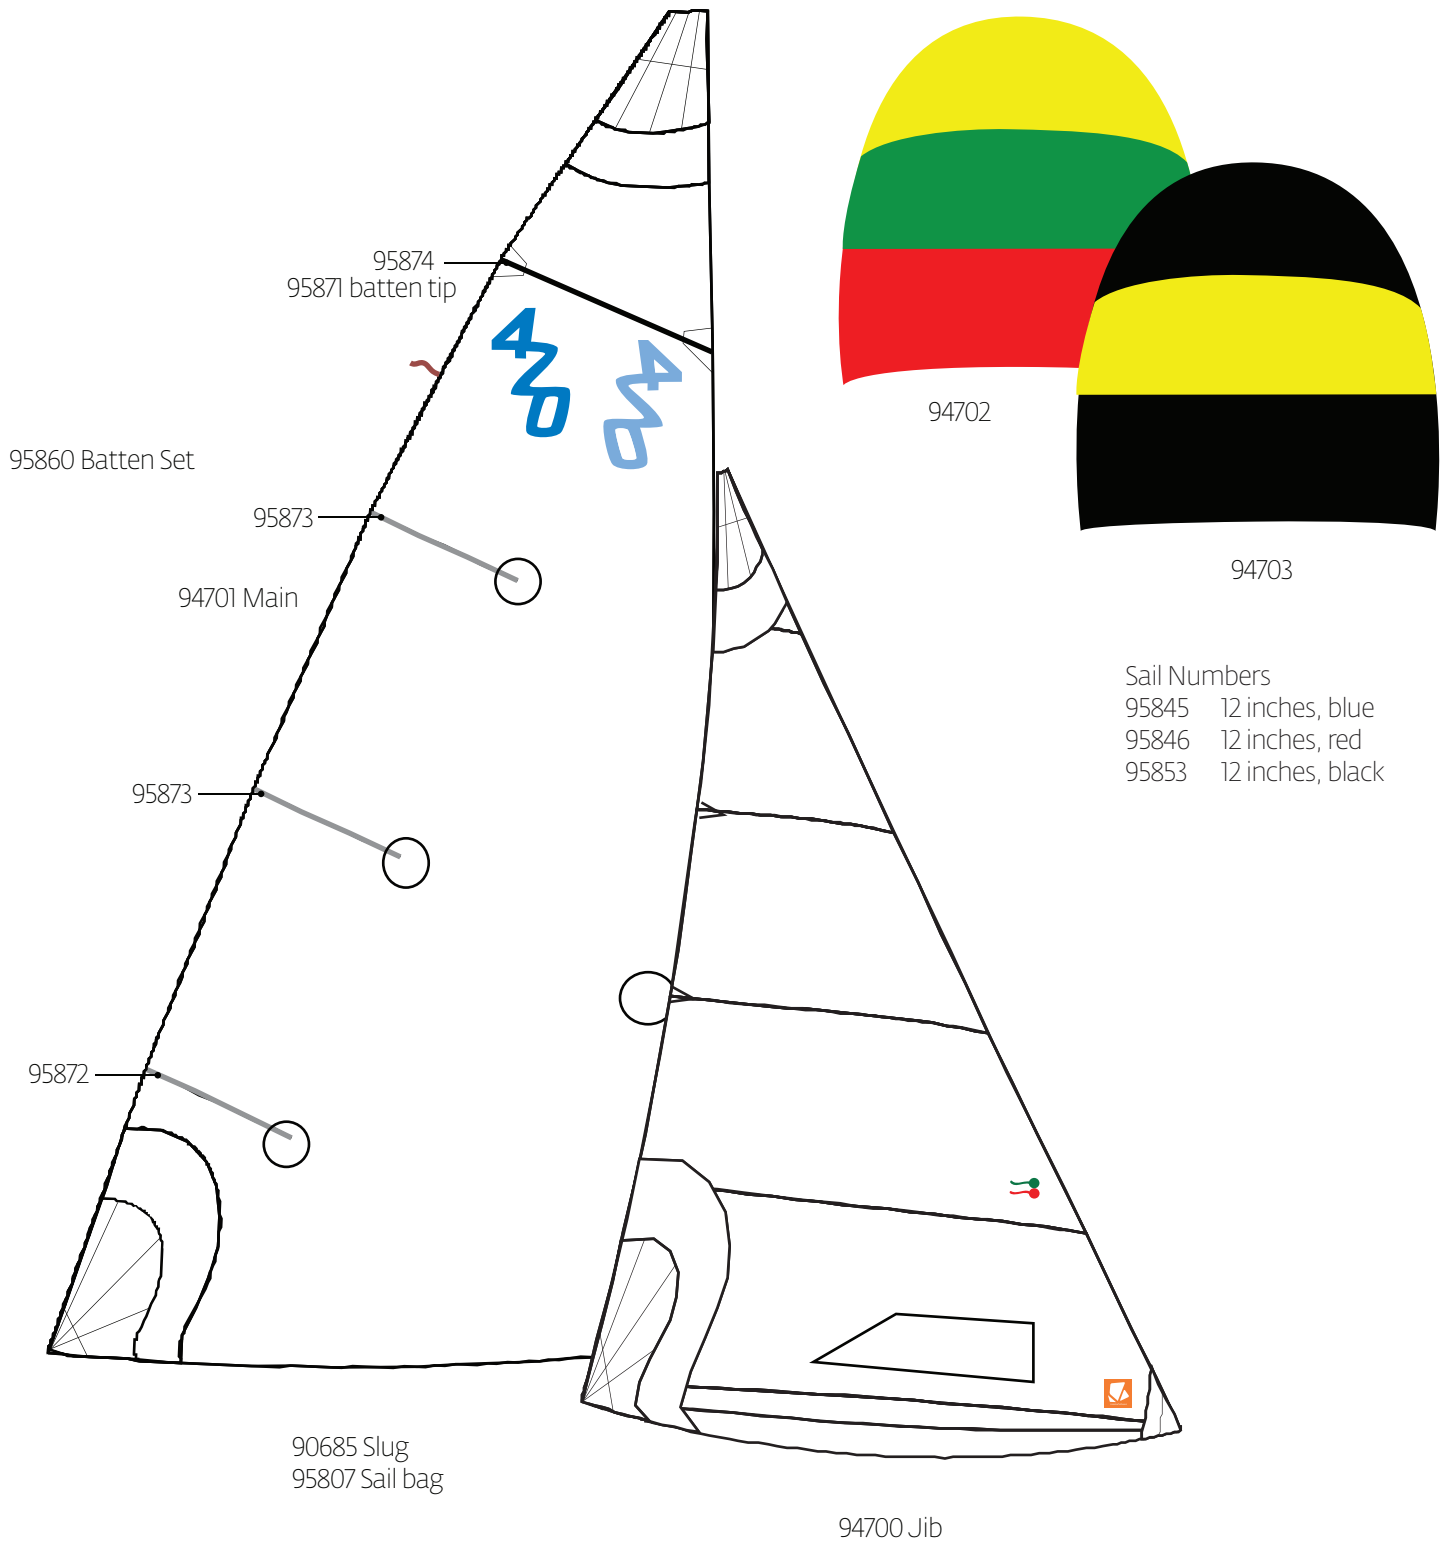 95874
95871 batten tip
420
420
94702
95860 Batten Set
95873
94703
94701 Main
Sail Numbers
95845 12 inches, blue
95846 12 inches, red
95853 12 inches, black
95873
95872
90685 Slug
95807 Sail bag
94700 Jib